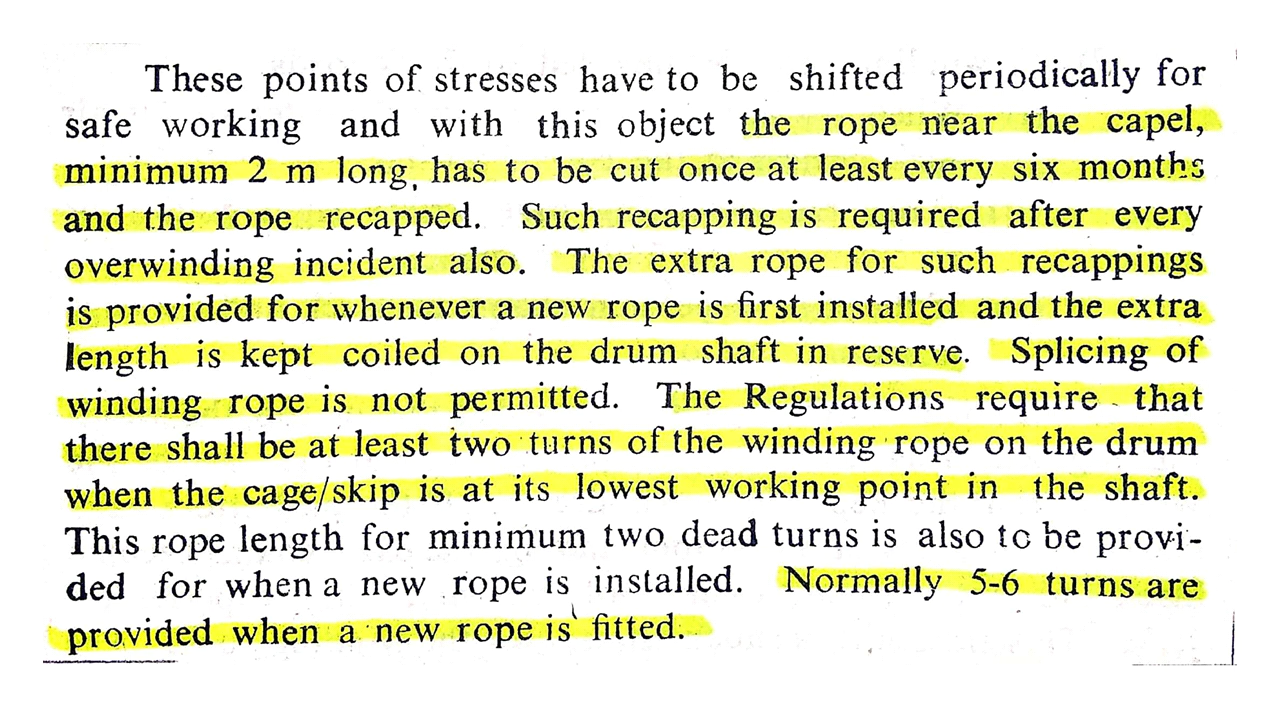 These points of stresses have to be shifted periodically for
safe working and with this object the rope near the capel,
minimum 2 m long, has to be cut once at least every six months
and the rope recapped. Such recapping is required after every
overwinding incident also. The extra rope for such recappings
is provided for whenever a new rope is first installed and the extra
length is kept coiled on the drum shaft in reserve. Splicing of
winding rope is not permitted. The Regulations require that
there shall be at least two turns of the winding rope on the drum
when the cage/skip is at its lowest working point in the shaft.
This rope length for minimum two dead turns is also to be provi-
ded for when a new rope is installed. Normally 5-6 turns are
provided when a new rope is fitted.